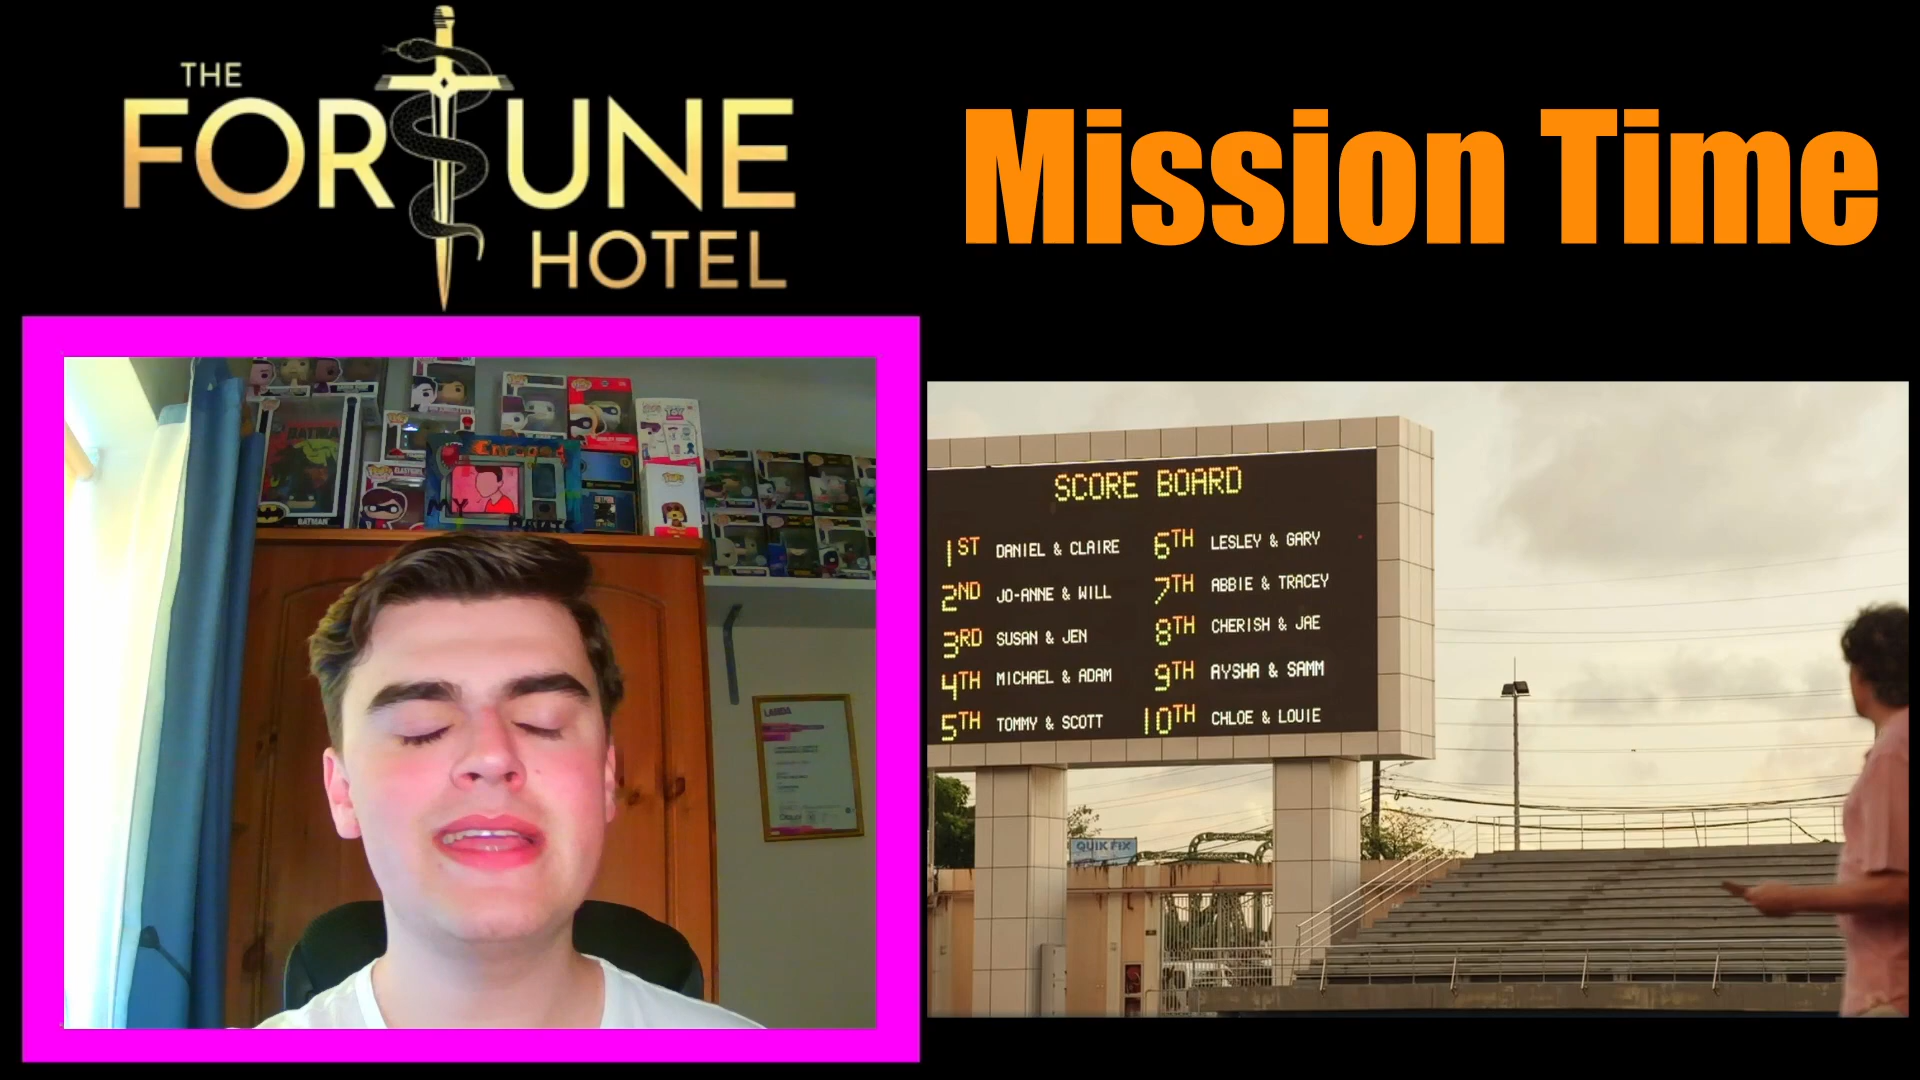 THE
FORTUNE
HOTEL
Mission Time
BATMAN
LAMDA
SCORE BOARD
1ST DANIEL & CLAIRE
2ND JO-ANNE & WILL
3RD SUSAN & JEN
4TH MICHAEL & ADAM
5TH TOMMY & SCOTT
6TH LESLEY & GARY
7TH ABBIE & TRACEY
8TH CHERISH & JAE
9TH AYSHA & SAMM
10TH CHLOE & LOUIE
QUIK FIX